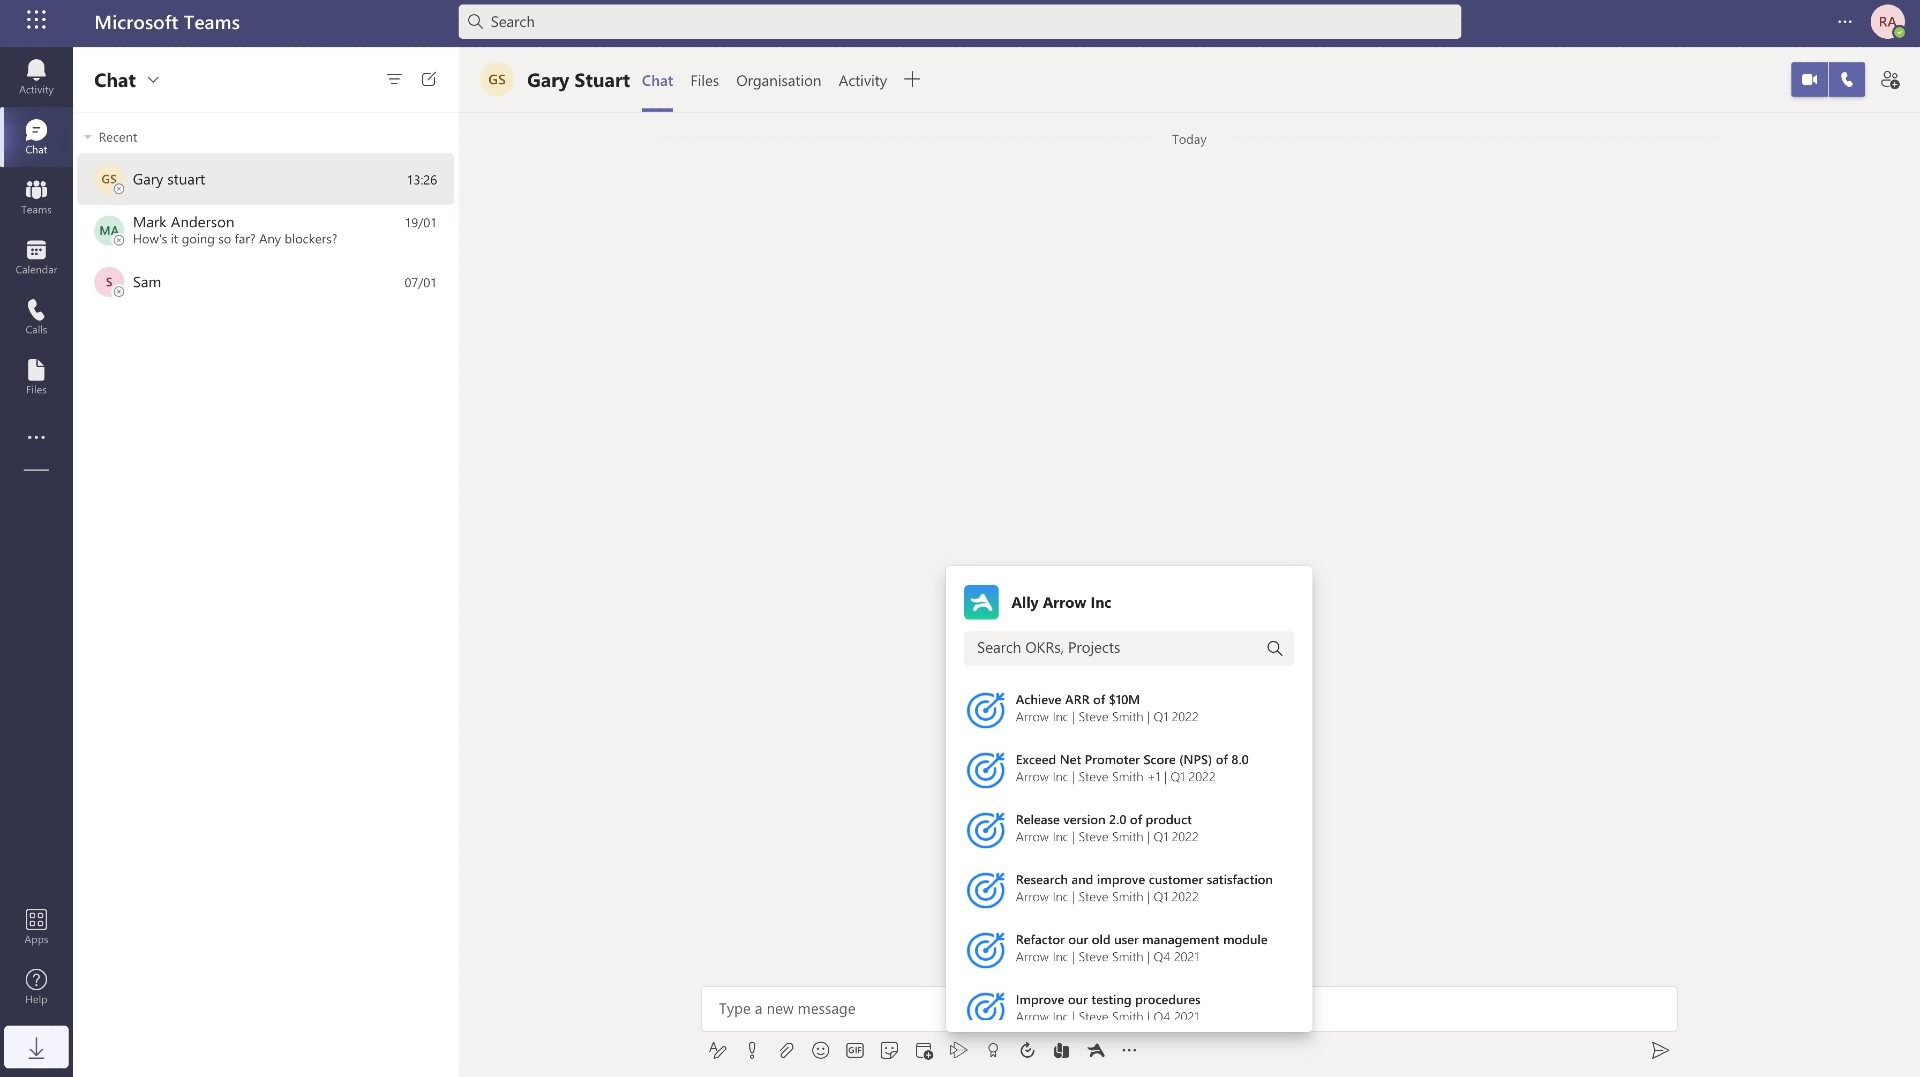 Microsoft Teams
Search
RA
Activity
Chat
Teams
Calendar
Calls
Files
Apps
Help
Chat
Recent
GS
Gary stuart
13:26
MA
Mark Anderson
19/01
How's it going so far? Any blockers?
S
Sam
07/01
GS
Gary Stuart
Chat
Files
Organisation
Activity
Today
Ally Arrow Inc
Search OKRs, Projects
Achieve ARR of $10M
Arrow Inc | Steve Smith | Q1 2022
Exceed Net Promoter Score (NPS) of 8.0
Arrow Inc | Steve Smith +1 | Q1 2022
Release version 2.0 of product
Arrow Inc | Steve Smith | Q1 2022
Research and improve customer satisfaction
Arrow Inc | Steve Smith | Q1 2022
Refactor our old user management module
Arrow Inc | Steve Smith | Q4 2021
Improve our testing procedures
Arrow Inc | Steve Smith | Q4 2021
Type a new message
GIF